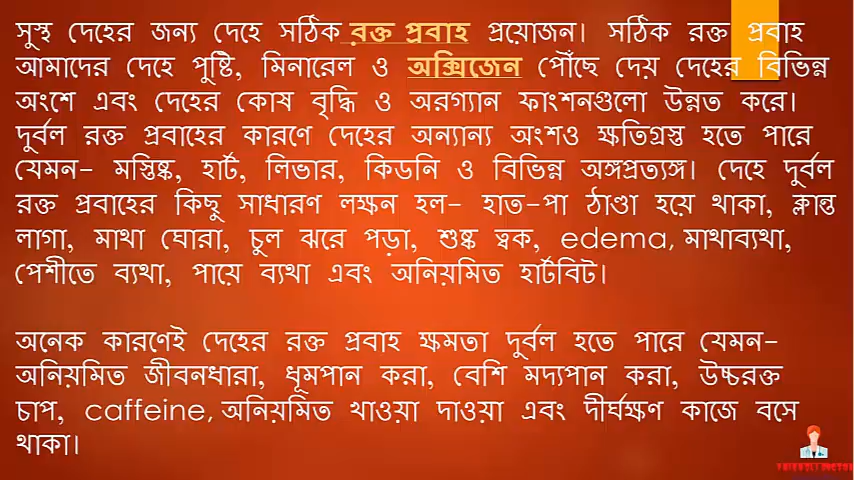 সুস্থ দেহের জন্য দেহে সঠিক রক্ত প্রবাহ প্রয়োজন। সঠিক রক্ত প্রবাহ
আমাদের দেহে পুষ্টি, মিনারেল ও অক্সিজেন পৌঁছে দেয় দেহের বিভিন্ন
অংশে এবং দেহের কোষ বৃদ্ধি ও অরগ্যান ফাংশনগুলো উন্নত করে।
দুর্বল রক্ত প্রবাহের কারণে দেহের অন্যান্য অংশও ক্ষতিগ্রস্ত হতে পারে
যেমন- মস্তিষ্ক, হার্ট, লিভার, কিডনি ও বিভিন্ন অঙ্গপ্রত্যঙ্গ। দেহে দুর্বল
রক্ত প্রবাহের কিছু সাধারণ লক্ষন হল- হাত-পা ঠাণ্ডা হয়ে থাকা, ক্লান্ত
লাগা, মাথা ঘোরা, চুল ঝরে পড়া, শুষ্ক ত্বক, edema, মাথাব্যথা,
পেশীতে ব্যথা, পায়ে ব্যথা এবং অনিয়মিত হার্টবিট।
অনেক কারণেই দেহের রক্ত প্রবাহ ক্ষমতা দুর্বল হতে পারে যেমন-
অনিয়মিত জীবনধারা, ধূমপান করা, বেশি মদ্যপান করা, উচ্চরক্ত
চাপ, caffeine, অনিয়মিত খাওয়া দাওয়া এবং দীর্ঘক্ষণ কাজে বসে
থাকা।